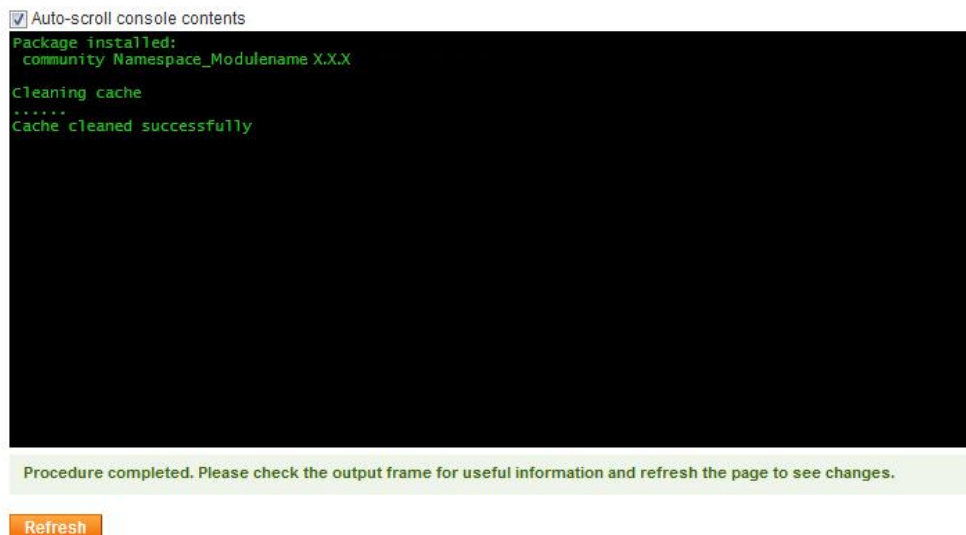 Auto-scroll console contents
Package installed:
community Namespace_Modulename X.X.X
Cleaning cache
......
Cache cleaned successfully
Procedure completed. Please check the output frame for useful information and refresh the page to see changes.
Refresh